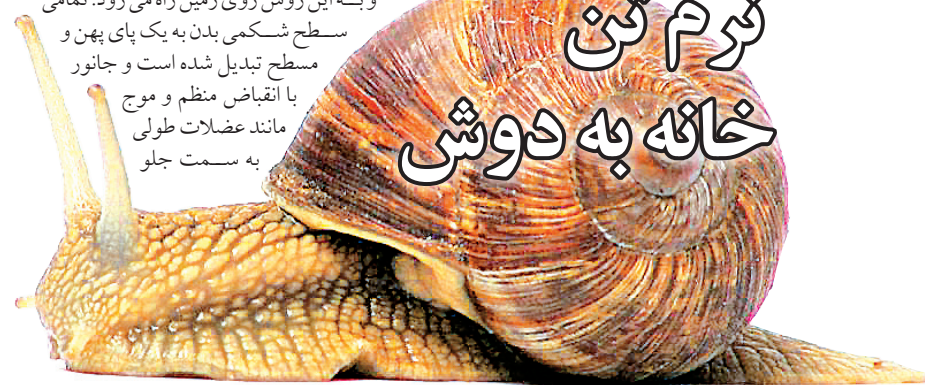 نرم تن
خانه به دوش
و به این روش روی زمین راه می رود. تمامی
سطح شکمی بدن به یک پای پهن و
مسطح تبدیل شده است و جانور
با انقباض منظم و موج
مانند عضلات طولی
به سمت جلو